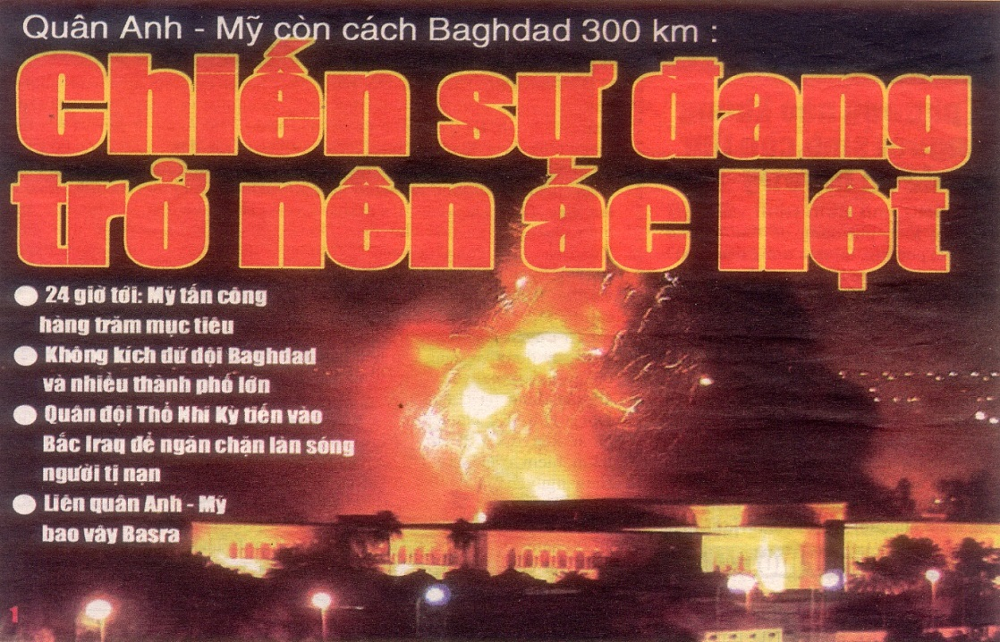 Quân Anh - Mỹ còn cách Baghdad 300 km :
Chiến sự đang
trở nên ác liệt
● 24 giờ tới: Mỹ tấn công
hàng trăm mục tiêu
● Không kích dữ dội Baghdad
và nhiều thành phố lớn
● Quân đội Thổ Nhĩ Kỳ tiến vào
Bắc Iraq để ngăn chặn làn sóng
người tị nạn
● Liên quân Anh - Mỹ
bao vây Basra
1